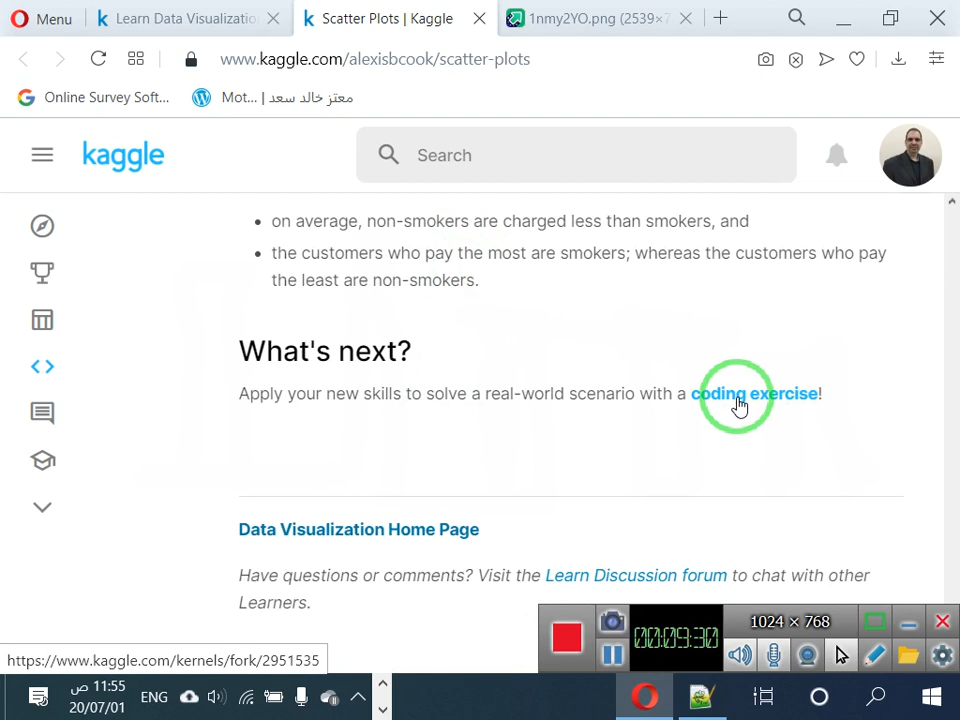 Menu
Learn Data Visualizatio
Scatter Plots | Kaggle
1nmy2YO.png (2539×7
www.kaggle.com/alexisbcook/scatter-plots
Online Survey Soft...
Mot... | معتز خالد سعد
kaggle
Search
on average, non-smokers are charged less than smokers, and
the customers who pay the most are smokers; whereas the customers who pay
the least are non-smokers.
What's next?
Apply your new skills to solve a real-world scenario with a coding exercise!
Data Visualization Home Page
Have questions or comments? Visit the Learn Discussion forum to chat with other
Learners.
00:09:30
1024 × 768
https://www.kaggle.com/kernels/fork/2951535
11:55 ص
ENG
20/07/01